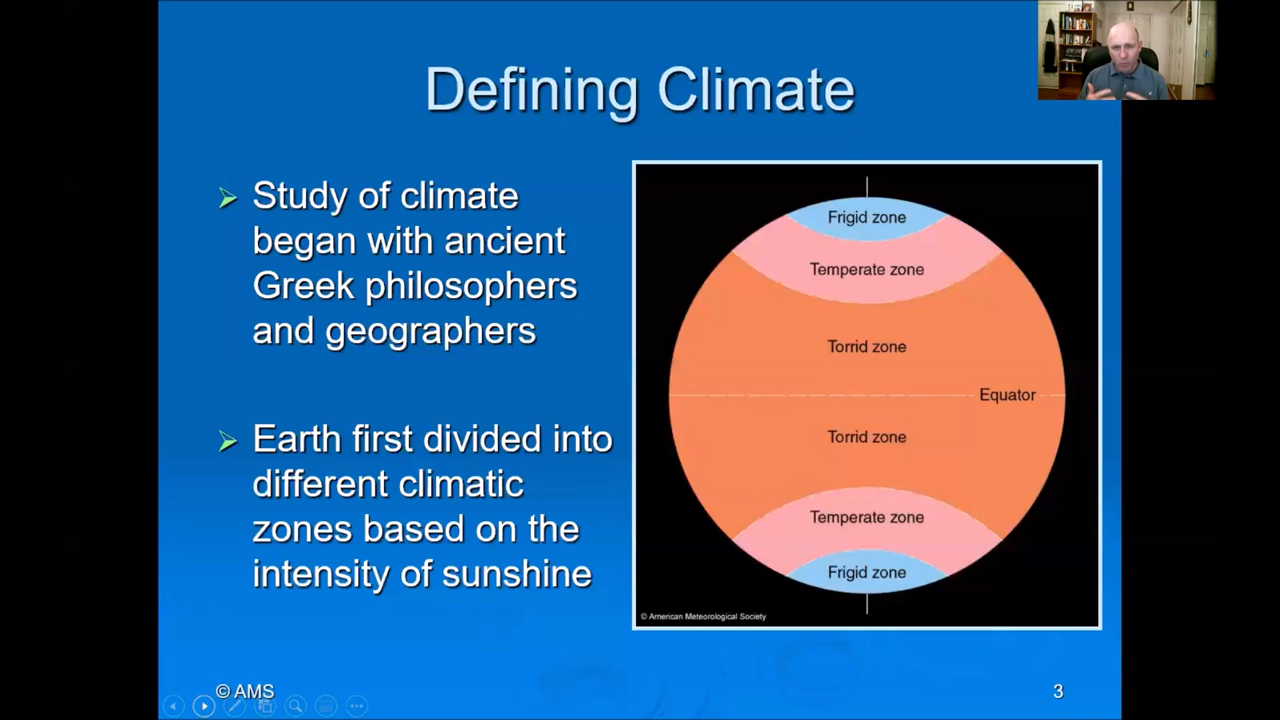 Defining Climate
Study of climate
began with ancient
Greek philosophers
and geographers
Earth first divided into
different climatic
zones based on the
intensity of sunshine
Frigid zone
Temperate zone
Torrid zone
Equator
Torrid zone
Temperate zone
Frigid zone
© American Meteorological Society
© AMS
3